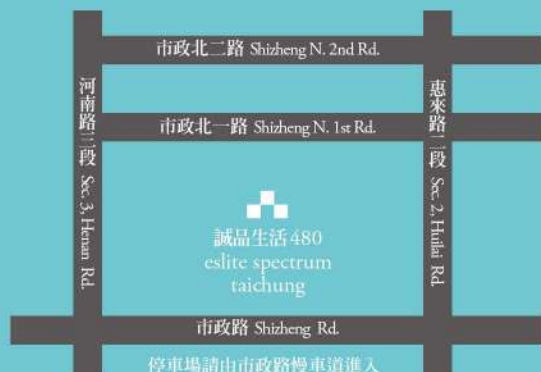 市政北二路 Shizheng N. 2nd Rd.
河南路三段 Sec. 3, Henan Rd.
惠來路二段 Sec. 2, Huilai Rd.
市政北一路 Shizheng N. 1st Rd.
誠品生活480
eslite spectrum
taichung
市政路 Shizheng Rd.
停車場請由市政路慢車道進入